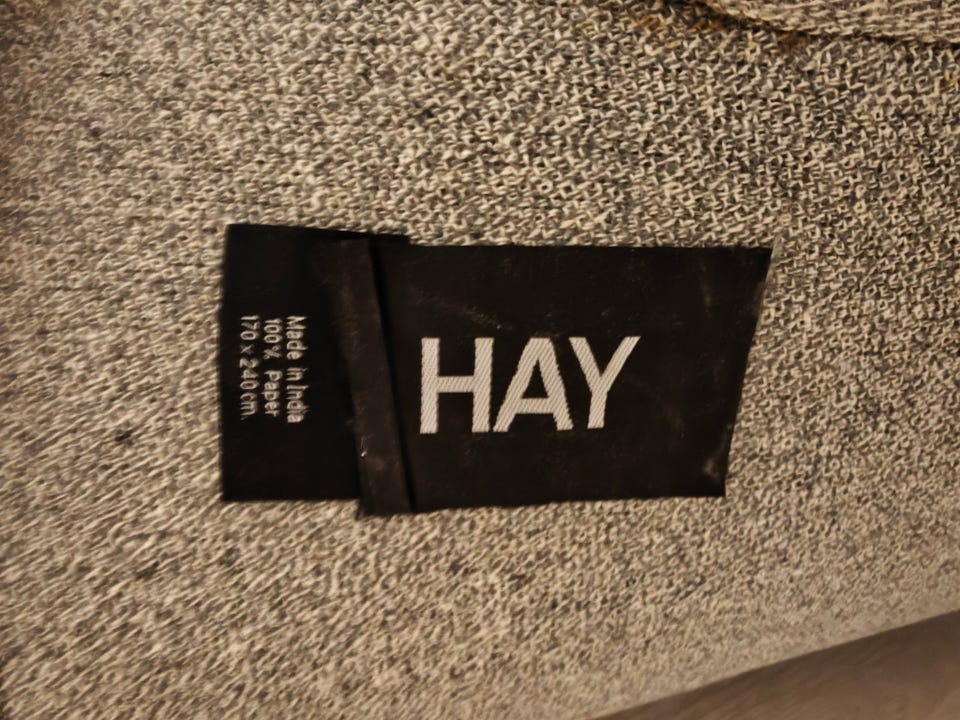 HAY
Made in India
100% Paper
170 x 240 cm